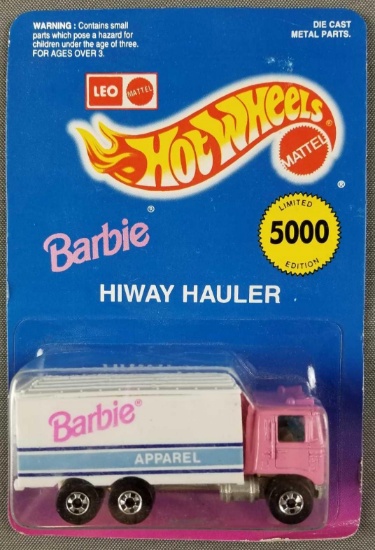 WARNING : Contains small
parts which pose a hazard for
children under the age of three.
FOR AGES OVER 3.
DIE CAST
METAL PARTS.
LEO MATTEL
HOT WHEELS
MATTEL
®
Barbie®
LIMITED
5000
EDITION
HIWAY HAULER
Barbie®
APPAREL